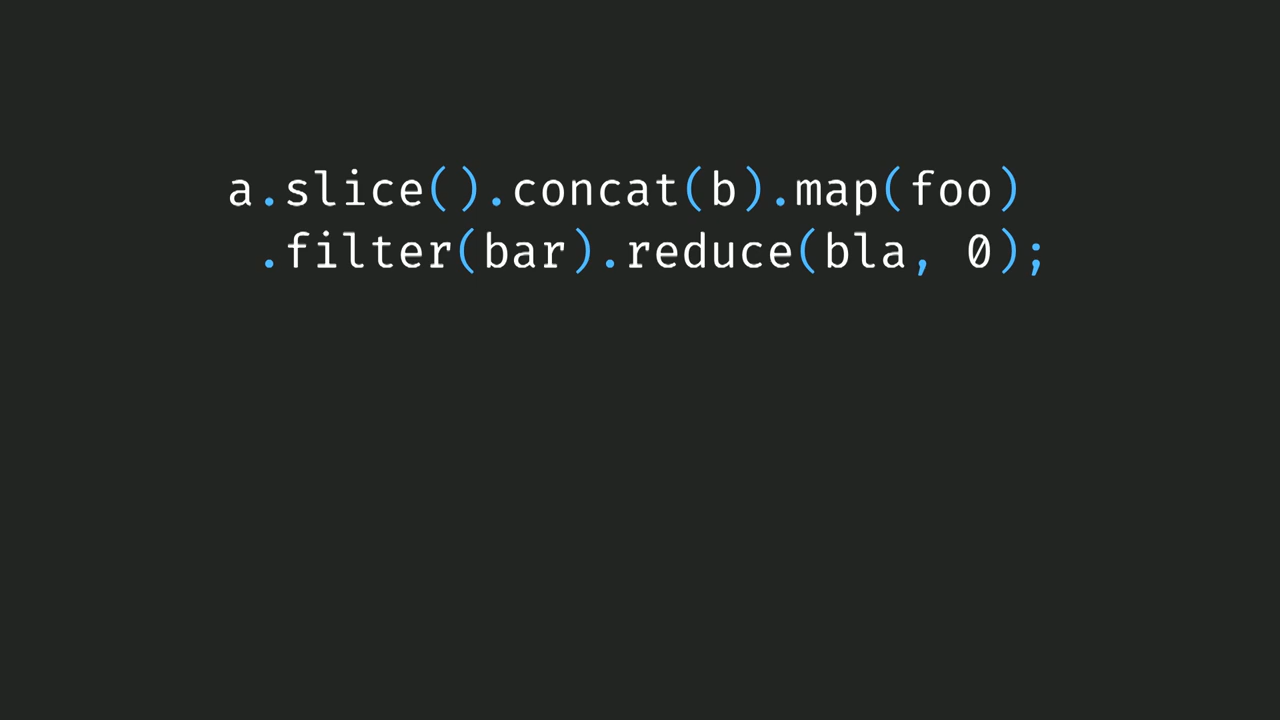 a.slice().concat(b).map(foo)
.filter(bar).reduce(bla, 0);